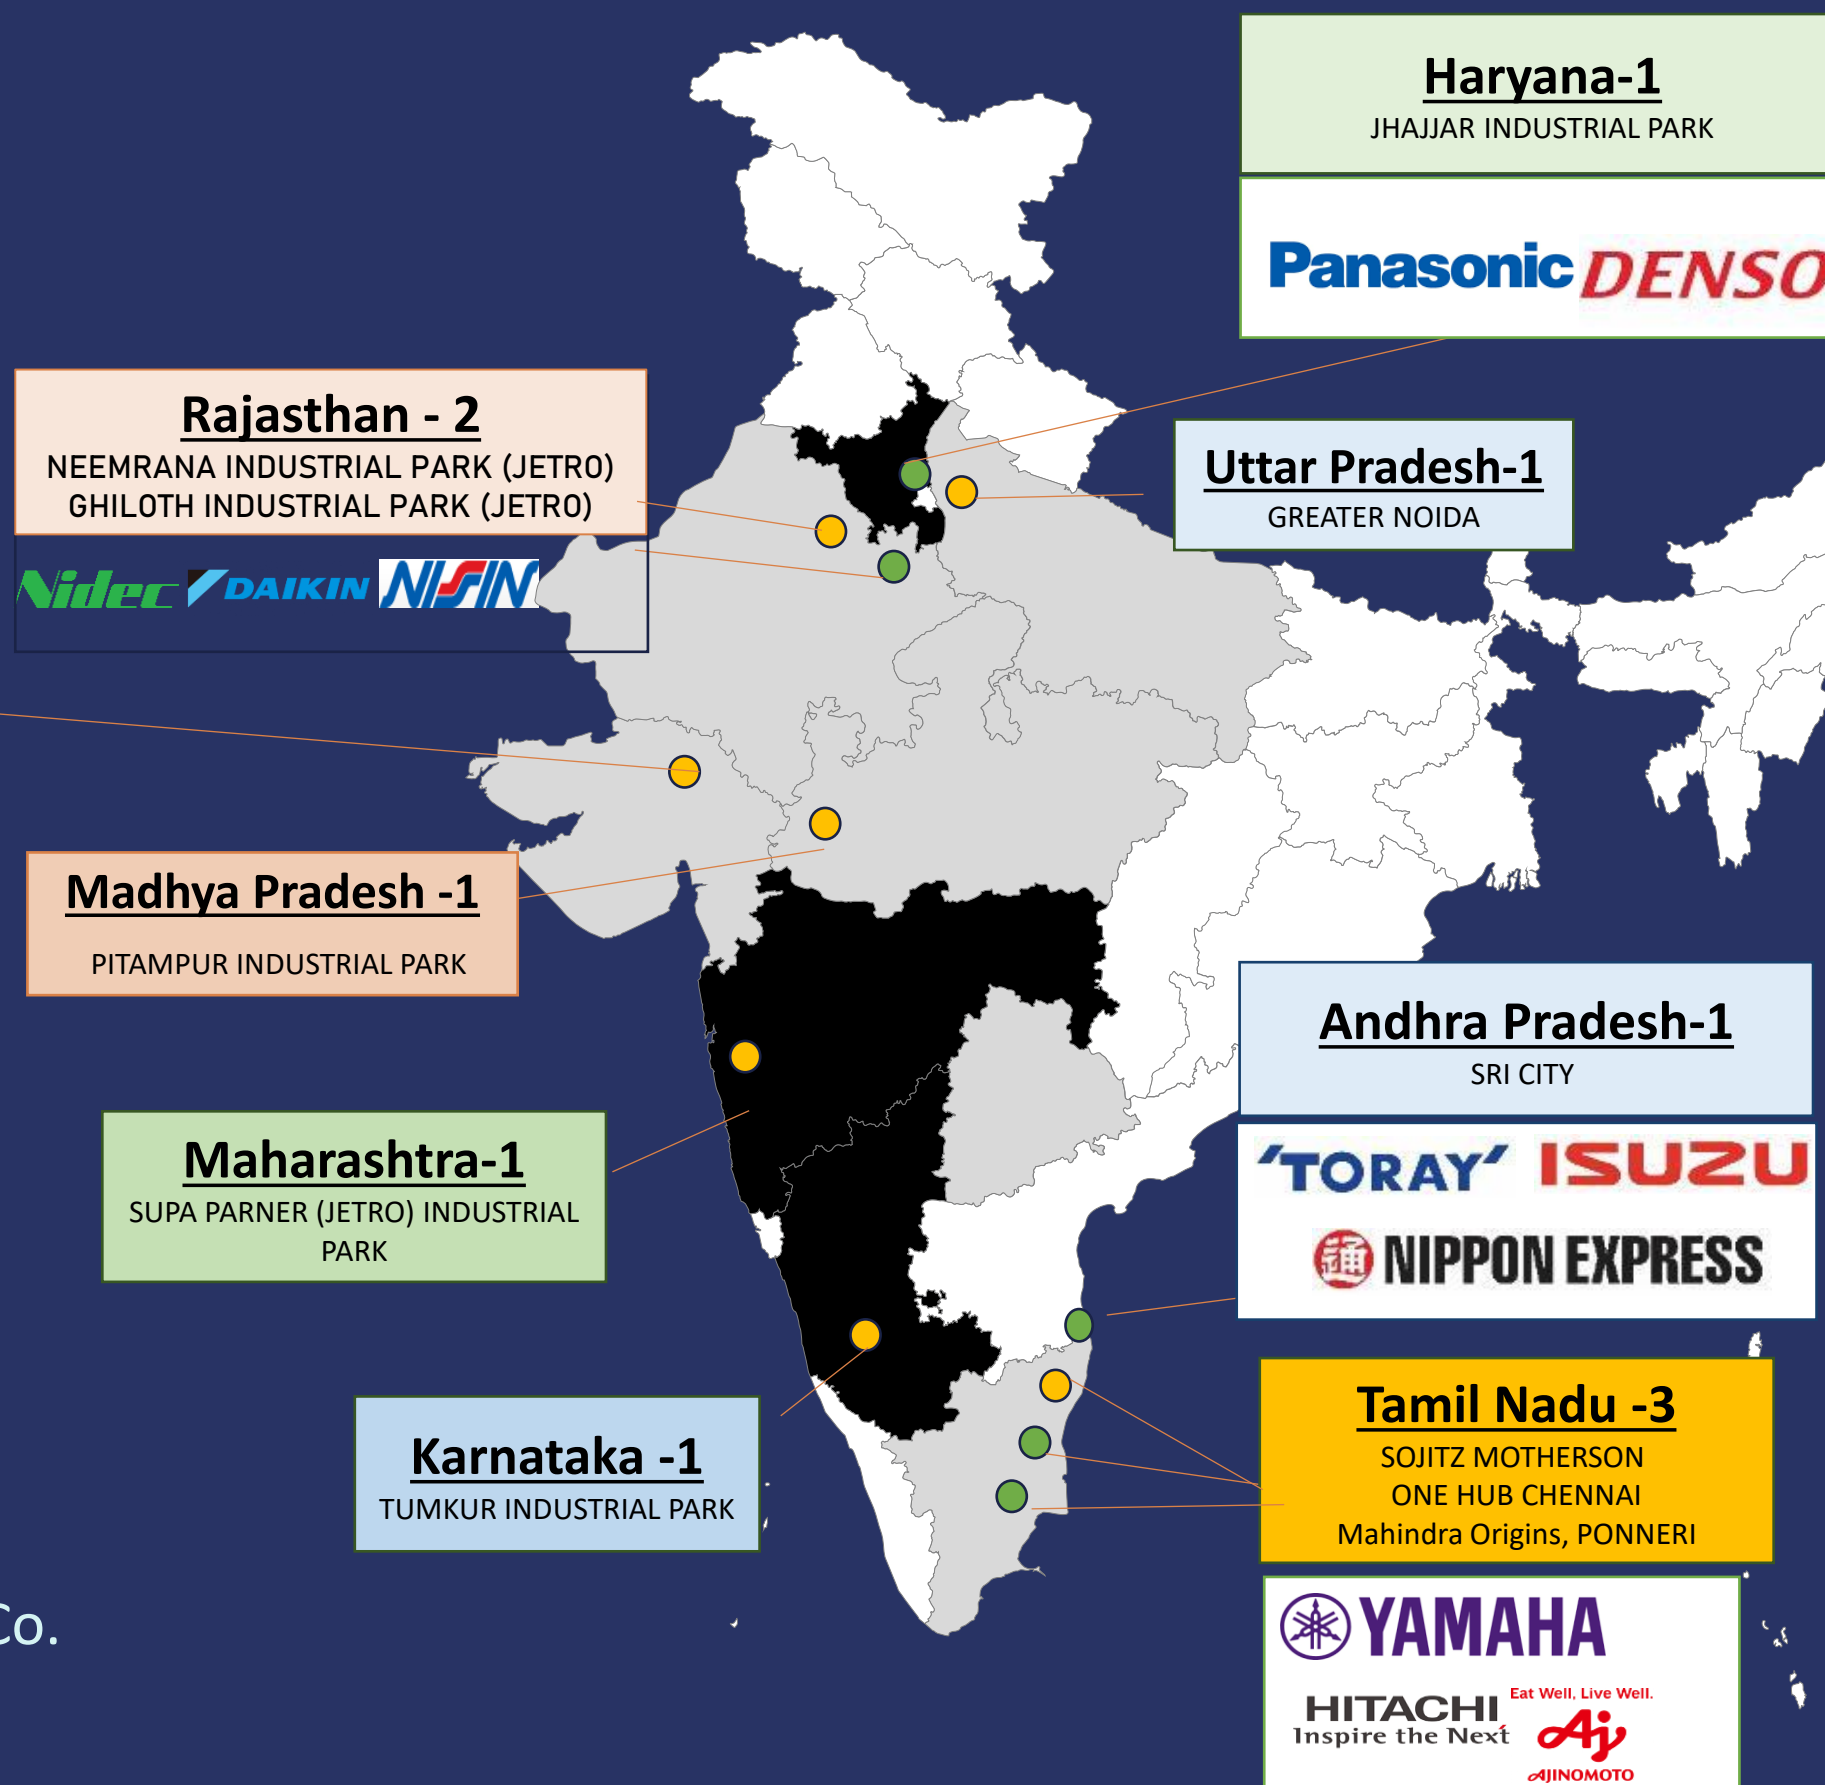 Haryana-1
JHAJJAR INDUSTRIAL PARK
Panasonic DENSO
Rajasthan - 2
NEEMRANA INDUSTRIAL PARK (JETRO)
GHILOTH INDUSTRIAL PARK (JETRO)
Nidec DAIKIN NISSIN
Uttar Pradesh-1
GREATER NOIDA
Madhya Pradesh -1
PITAMPUR INDUSTRIAL PARK
Andhra Pradesh-1
SRI CITY
'TORAY' ISUZU
通 NIPPON EXPRESS
Maharashtra-1
SUPA PARNER (JETRO) INDUSTRIAL
PARK
Karnataka -1
TUMKUR INDUSTRIAL PARK
Tamil Nadu -3
SOJITZ MOTHERSON
ONE HUB CHENNAI
Mahindra Origins, PONNERI
YAMAHA
HITACHI
Inspire the Next
Eat Well, Live Well.
Aj
AJINOMOTO
Co.